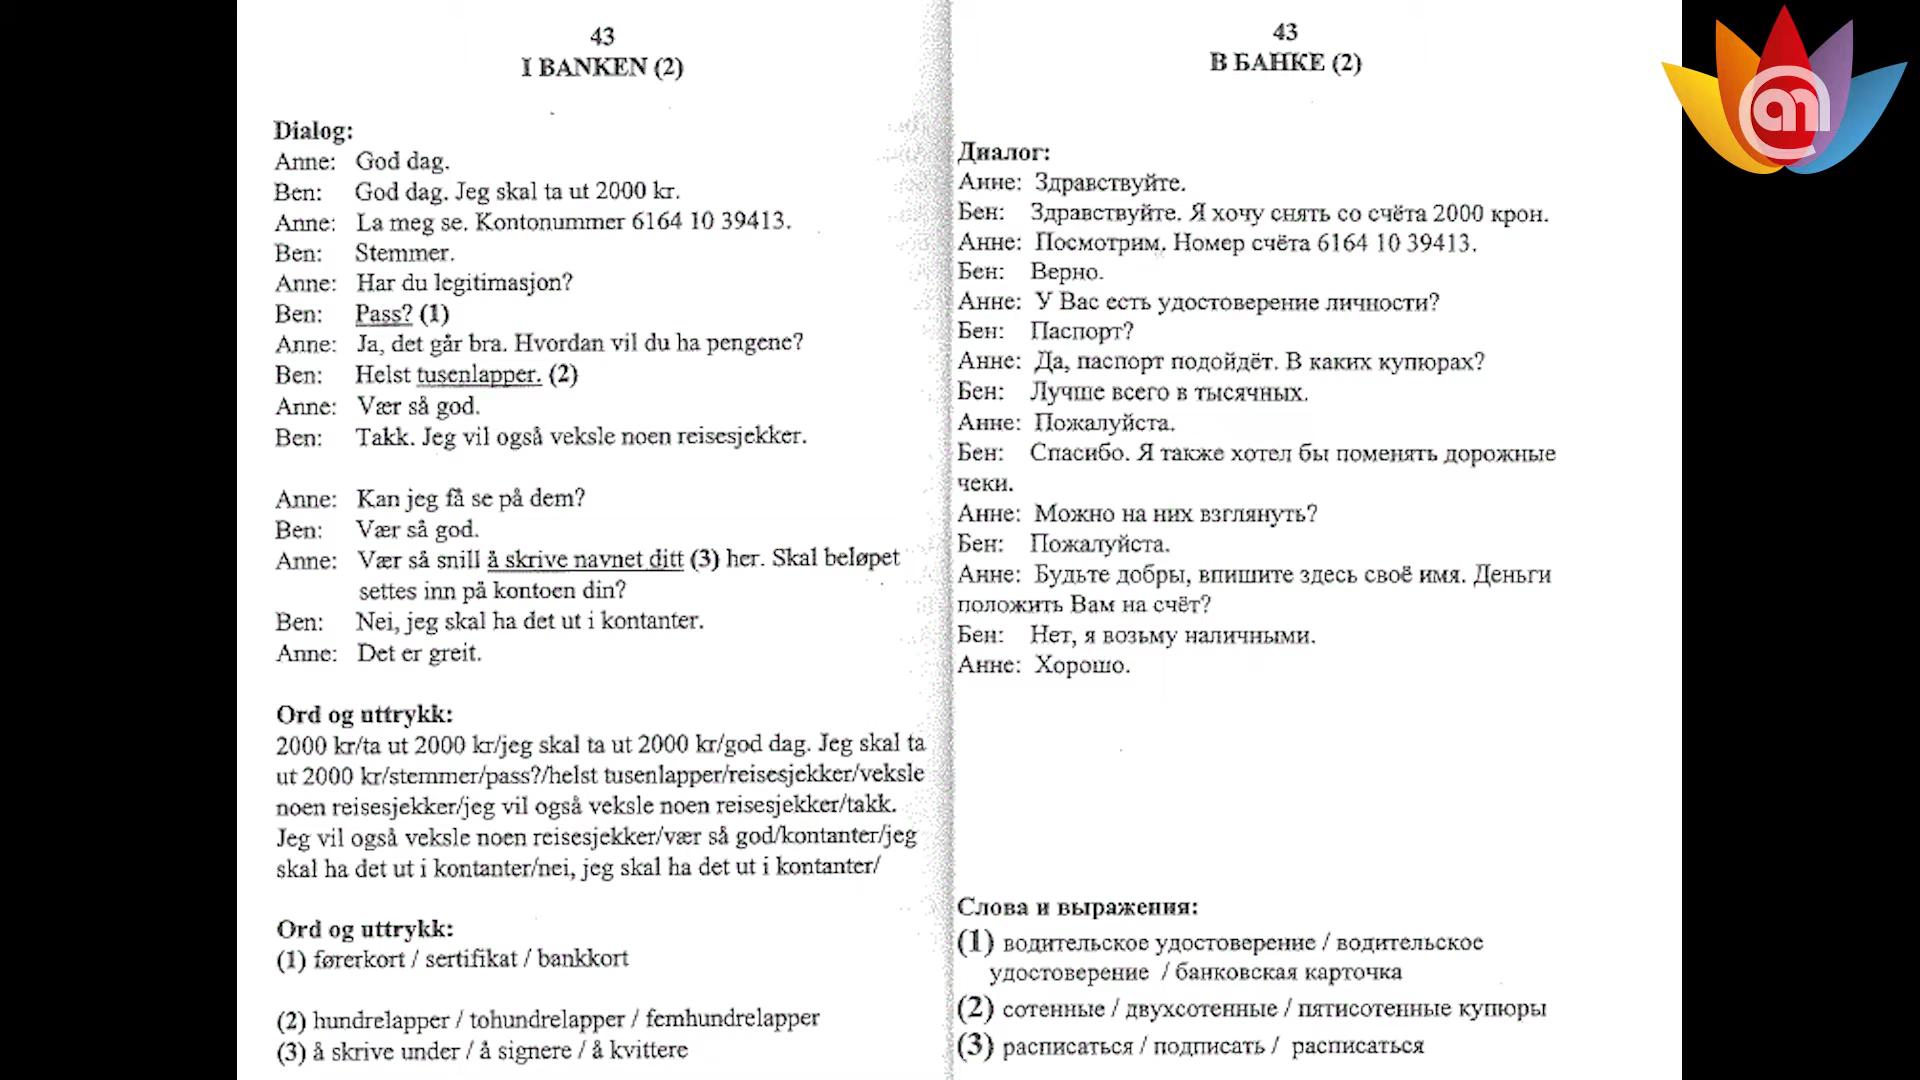 43
I BANKEN (2)
Dialog:
Anne: God dag.
Ben: God dag. Jeg skal ta ut 2000 kr.
Anne: La meg se. Kontonummer 6164 10 39413.
Ben: Stemmer.
Anne: Har du legitimasjon?
Ben: Pass? (1)
Anne: Ja, det går bra. Hvordan vil du ha pengene?
Ben: Helst tusenlapper. (2)
Anne: Vær så god.
Ben: Takk. Jeg vil også veksle noen reisesjekker.
Anne: Kan jeg få se på dem?
Ben: Vær så god.
Anne: Vær så snill å skrive navnet ditt (3) her. Skal beløpet
settes inn på kontoen din?
Ben: Nei, jeg skal ha det ut i kontanter.
Anne: Det er greit.
Ord og uttrykk:
2000 kr/ta ut 2000 kr/jeg skal ta ut 2000 kr/god dag. Jeg skal ta
ut 2000 kr/stemmer/pass?/helst tusenlapper/reisesjekker/veksle
noen reisesjekker/jeg vil også veksle noen reisesjekker/takk.
Jeg vil også veksle noen reisesjekker/vær så god/kontanter/jeg
skal ha det ut i kontanter/nei, jeg skal ha det ut i kontanter/
Ord og uttrykk:
(1) førerkort / sertifikat / bankkort
(2) hundrelapper / tohundrelapper / femhundrelapper
(3) å skrive under / å signere / å kvittere
43
В БАНКЕ (2)
Диалог:
Анне: Здравствуйте.
Бен: Здравствуйте. Я хочу снять со счёта 2000 крон.
Анне: Посмотрим. Номер счёта 6164 10 39413.
Бен: Верно.
Анне: У Вас есть удостоверение личности?
Бен: Паспорт?
Анне: Да, паспорт подойдёт. В каких купюрах?
Бен: Лучше всего в тысячных.
Анне: Пожалуйста.
Бен: Спасибо. Я также хотел бы поменять дорожные
чеки.
Анне: Можно на них взглянуть?
Бен: Пожалуйста.
Анне: Будьте добры, впишите здесь своё имя. Деньги
положить Вам на счёт?
Бен: Нет, я возьму наличными.
Анне: Хорошо.
Слова и выражения:
(1) водительское удостоверение / водительское
удостоверение / банковская карточка
(2) сотенные / двухсотенные / пятисотенные купюры
(3) расписаться / подписать / расписаться